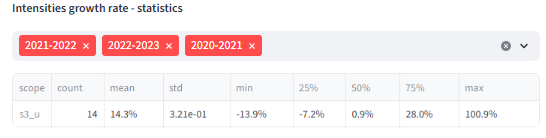 Intensities growth rate - statistics
2021-2022 × 2022-2023 × 2020-2021 ×
scope count mean std min 25% 50% 75% max
s3_u 14 14.3% 3.21e-01 -13.9% -7.2% 0.9% 28.0% 100.9%